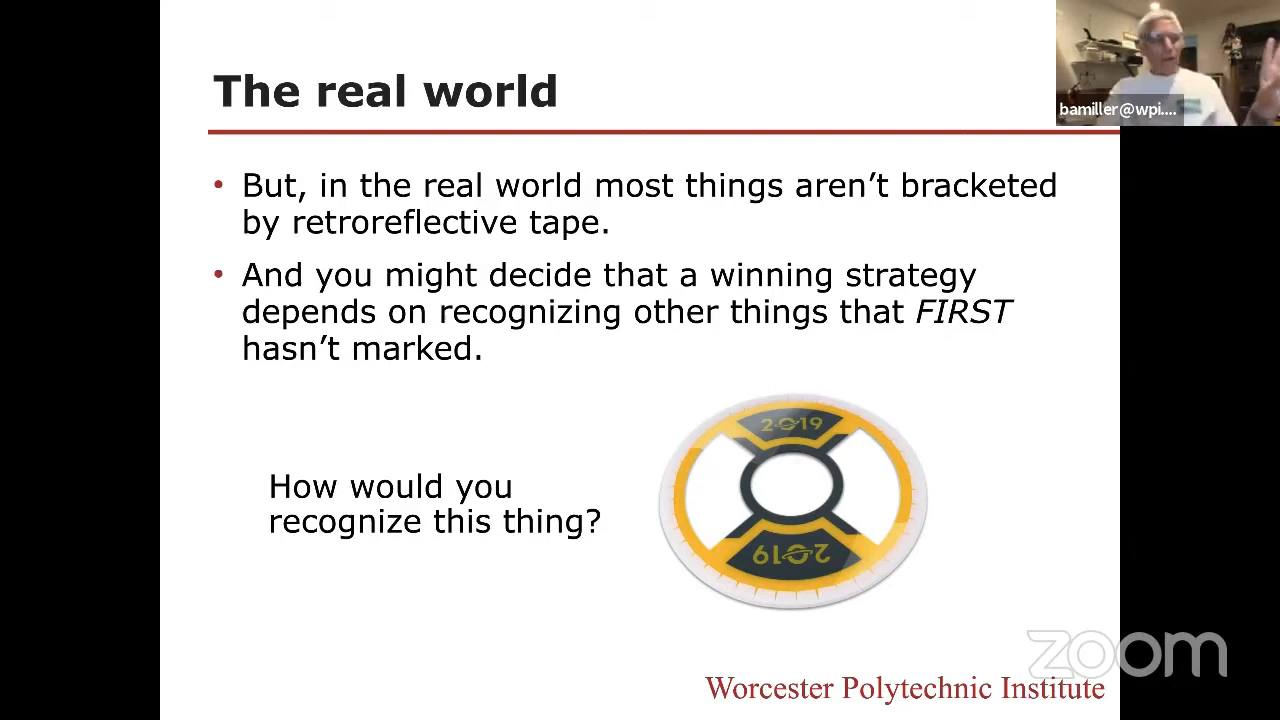 The real world
bamiller@wpi....
• But, in the real world most things aren’t bracketed
by retroreflective tape.
• And you might decide that a winning strategy
depends on recognizing other things that FIRST
hasn’t marked.
2019
How would you
recognize this thing?
2019
zoom
Worcester Polytechnic Institute